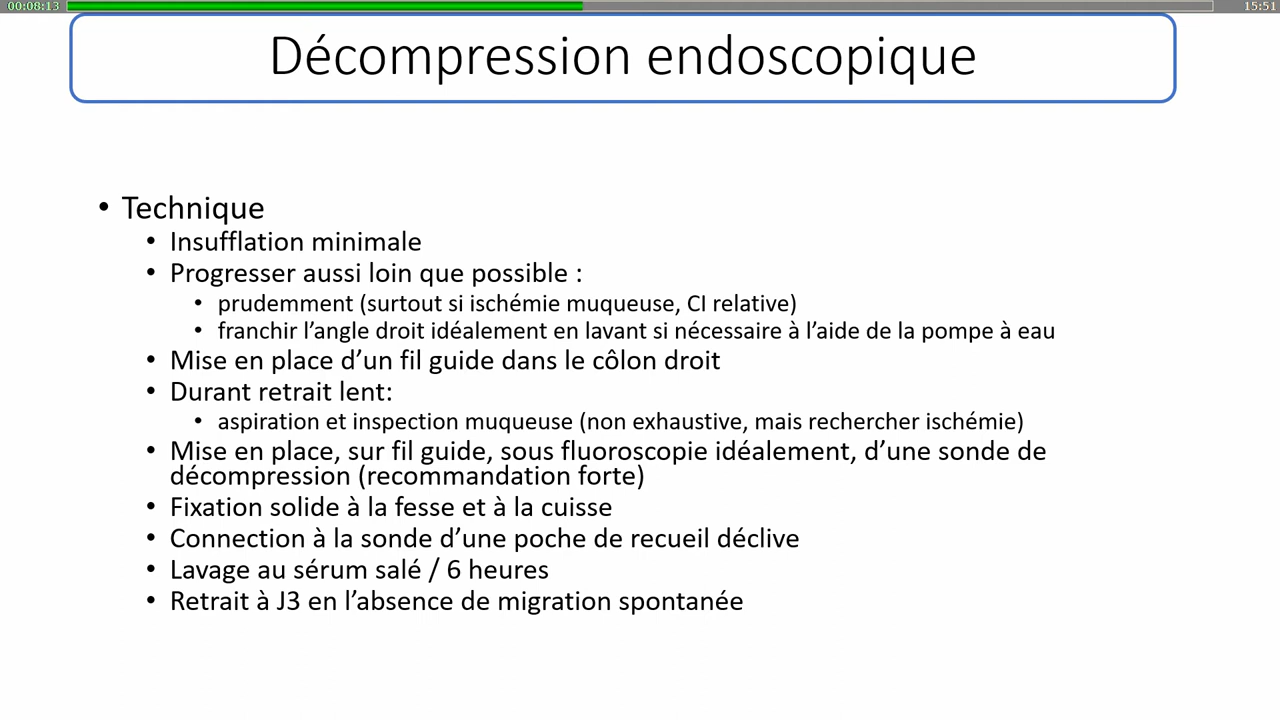 00:08:13
15:51
Décompression endoscopique
• Technique
• Insufflation minimale
• Progresser aussi loin que possible :
• prudemment (surtout si ischémie muqueuse, CI relative)
• franchir l’angle droit idéalement en lavant si nécessaire à l’aide de la pompe à eau
• Mise en place d’un fil guide dans le côlon droit
• Durant retrait lent:
• aspiration et inspection muqueuse (non exhaustive, mais rechercher ischémie)
• Mise en place, sur fil guide, sous fluoroscopie idéalement, d’une sonde de
décompression (recommandation forte)
• Fixation solide à la fesse et à la cuisse
• Connection à la sonde d’une poche de recueil déclive
• Lavage au sérum salé / 6 heures
• Retrait à J3 en l’absence de migration spontanée